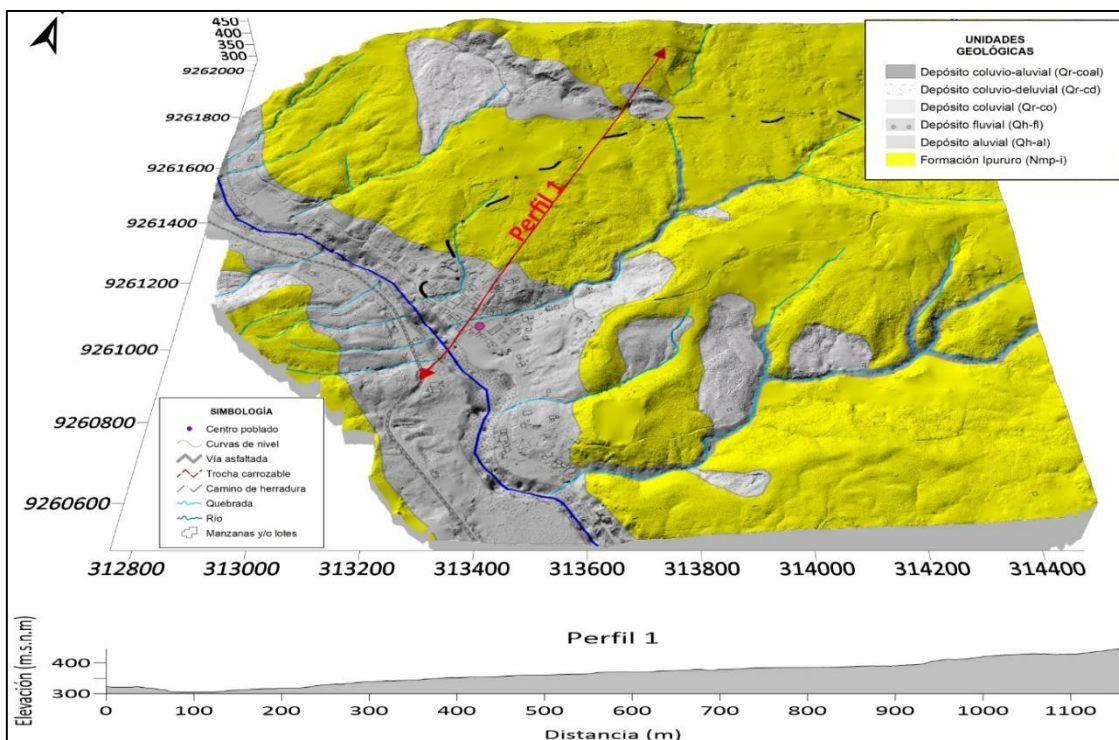 450
400
350
300
9262000
9261800
9261600
9261400
9261200
9261000
9260800
9260600
Perfil 1
UNIDADES
GEOLÓGICAS
Depósito coluvio-aluvial (Qr-coal)
Depósito coluvio-deluvial (Qr-cd)
Depósito coluvial (Qr-co)
Depósito fluvial (Qh-fl)
Depósito aluvial (Qh-al)
Formación Ipururo (Nmp-i)
SIMBOLOGÍA
Centro poblado
Curvas de nivel
Vía asfaltada
Trocha carrozable
Camino de herradura
Quebrada
Río
Manzanas y/o lotes
312800 313000 313200 313400 313600 313800 314000 314200 314400
Perfil 1
Elevación (m.s.n.m)
400
300
0 100 200 300 400 500 600 700 800 900 1000 1100
Distancia (m)